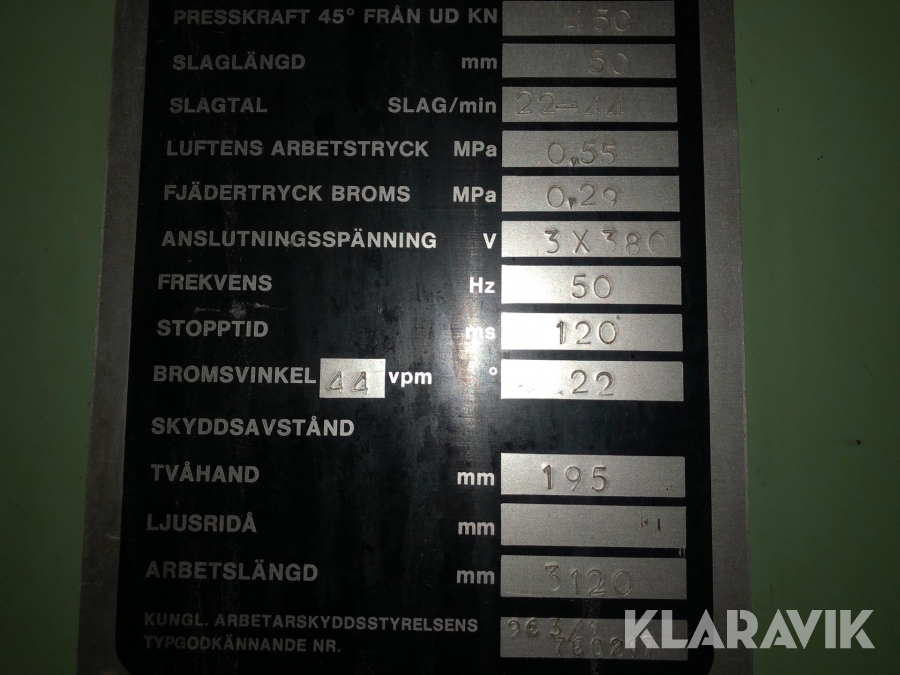 PRESSKRAFT 45° FRÅN UD KN 450
SLAGLÄNGD mm 50
SLAGTAL SLAG/min 22-44
LUFTENS ARBETSTRYCK MPa 0,55
FJÄDERTRYCK BROMS MPa 0,29
ANSLUTNINGSSPÄNNING V 3X380
FREKVENS Hz 50
STOPPTID ms 120
BROMSVINKEL 44 vpm ° 22
SKYDDSAVSTÅND
TVÅHAND mm 195
LJUSRIDÅ mm
ARBETSLÄNGD mm 3120
KUNGL. ARBETARSKYDDSSTYRELSENS
TYPGODKÄNNANDE NR.
KLARAVIK